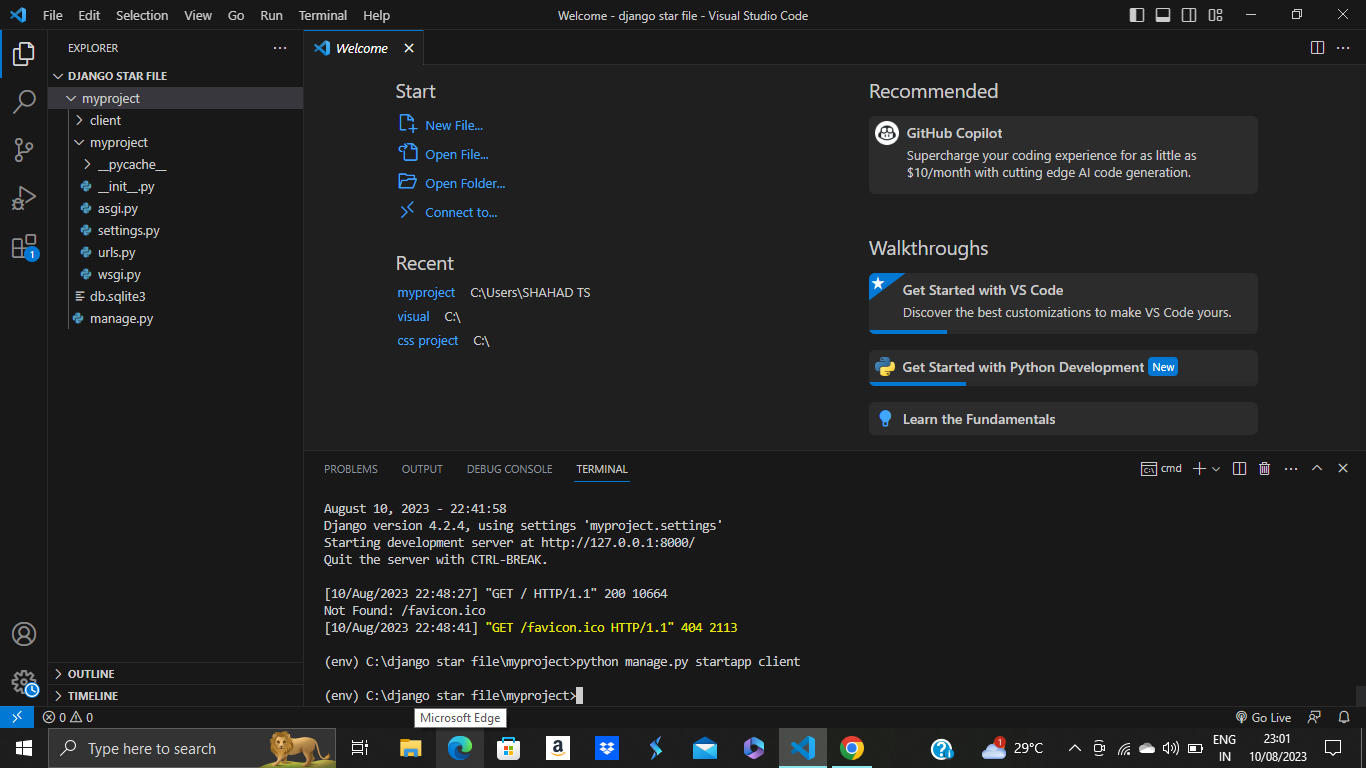 File Edit Selection View Go Run Terminal Help
Welcome - django star file - Visual Studio Code
EXPLORER
DJANGO STAR FILE
myproject
client
myproject
__pycache__
__init__.py
asgi.py
settings.py
urls.py
wsgi.py
db.sqlite3
manage.py
OUTLINE
TIMELINE
1
Welcome
Start
New File...
Open File...
Open Folder...
Connect to...
Recent
myproject C:\Users\SHAHAD TS
visual C:\
css project C:\
Recommended
GitHub Copilot
Supercharge your coding experience for as little as
$10/month with cutting edge AI code generation.
Walkthroughs
Get Started with VS Code
Discover the best customizations to make VS Code yours.
Get Started with Python Development New
Learn the Fundamentals
PROBLEMS OUTPUT DEBUG CONSOLE TERMINAL
cmd
August 10, 2023 - 22:41:58
Django version 4.2.4, using settings 'myproject.settings'
Starting development server at http://127.0.0.1:8000/
Quit the server with CTRL-BREAK.
[10/Aug/2023 22:48:27] "GET / HTTP/1.1" 200 10664
Not Found: /favicon.ico
[10/Aug/2023 22:48:41] "GET /favicon.ico HTTP/1.1" 404 2113
(env) C:\django star file\myproject>python manage.py startapp client
(env) C:\django star file\myproject>
0 0
Go Live
Microsoft Edge
Type here to search
1
29°C
ENG
IN
23:01
10/08/2023